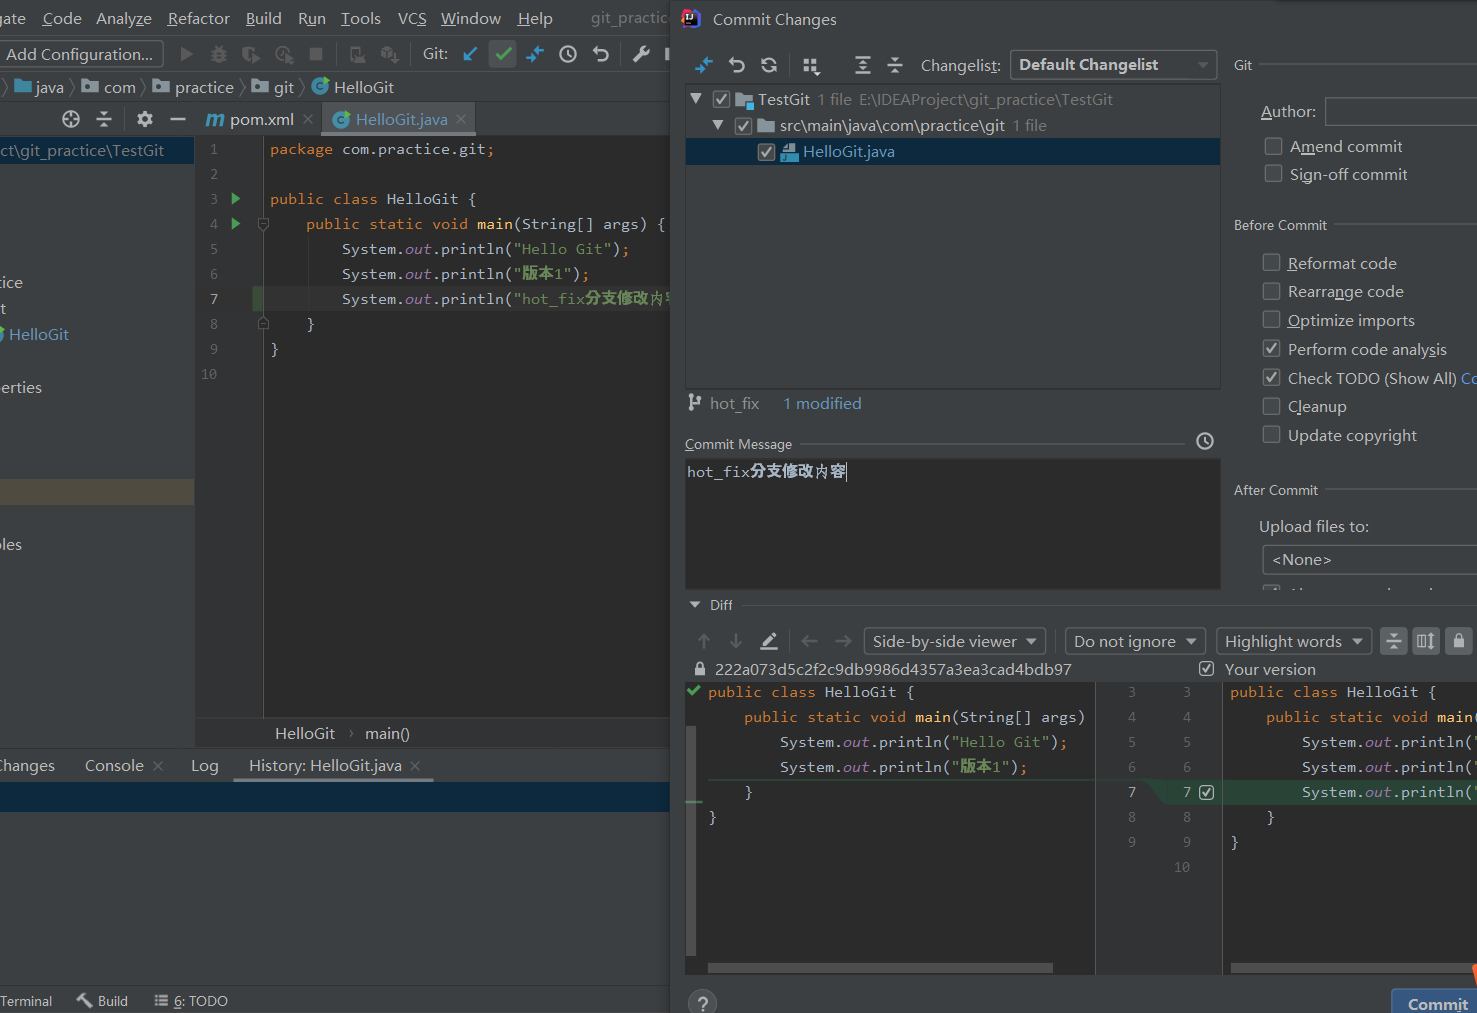 gate Code Analyze Refactor Build Run Tools VCS Window Help git_practice
Add Configuration... Git:
java com practice git HelloGit
pom.xml HelloGit.java
ct\git_practice\TestGit
tice
t
HelloGit
erties
les
1 package com.practice.git;
2
3 public class HelloGit {
4 public static void main(String[] args) {
5 System.out.println("Hello Git");
6 System.out.println("版本1");
7 System.out.println("hot_fix分支修改内容
8 }
9 }
10
HelloGit › main()
Changes Console Log History: HelloGit.java
Terminal Build 6: TODO
Commit Changes
Changelist: Default Changelist
TestGit 1 file E:\IDEAProject\git_practice\TestGit
src\main\java\com\practice\git 1 file
HelloGit.java
hot_fix 1 modified
Commit Message
hot_fix分支修改内容
Git
Author:
Amend commit
Sign-off commit
Before Commit
Reformat code
Rearrange code
Optimize imports
Perform code analysis
Check TODO (Show All) Co
Cleanup
Update copyright
After Commit
Upload files to:
<None>
Diff
Side-by-side viewer Do not ignore Highlight words
222a073d5c2f2c9db9986d4357a3ea3cad4bdb97 Your version
public class HelloGit { 3 3 public class HelloGit {
public static void main(String[] args) 4 4 public static void main(
System.out.println("Hello Git"); 5 5 System.out.println("
System.out.println("版本1"); 6 6 System.out.println("
} 7 7 System.out.println("
} 8 8 }
9 9 }
10
? Commit